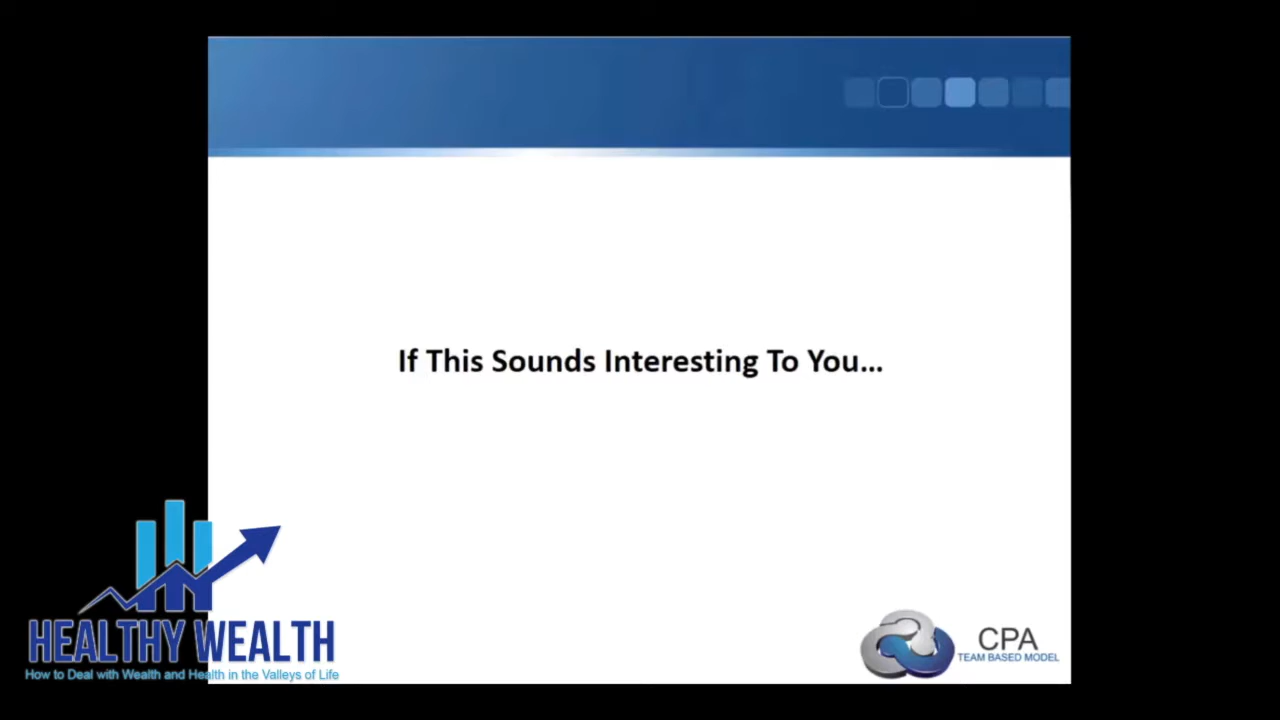 If This Sounds Interesting To You...
HEALTHY WEALTH
How to Deal with Wealth and Health in the Valleys of Life
CPA
TEAM BASED MODEL